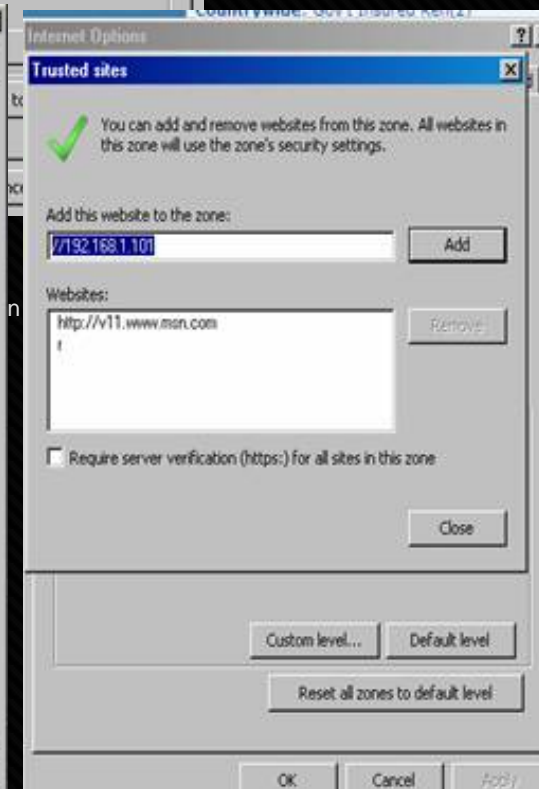 Countrywide: Gov't Insured
Internet Options
Trusted sites
to
You can add and remove websites from this zone. All websites in
this zone will use the zone's security settings.
Add this website to the zone:
//192.168.1.101
Add
n
Websites:
http://v11.www.msn.com
Remove
Require server verification (https:) for all sites in this zone
Close
Custom level...
Default level
Reset all zones to default level
OK
Cancel
Apply